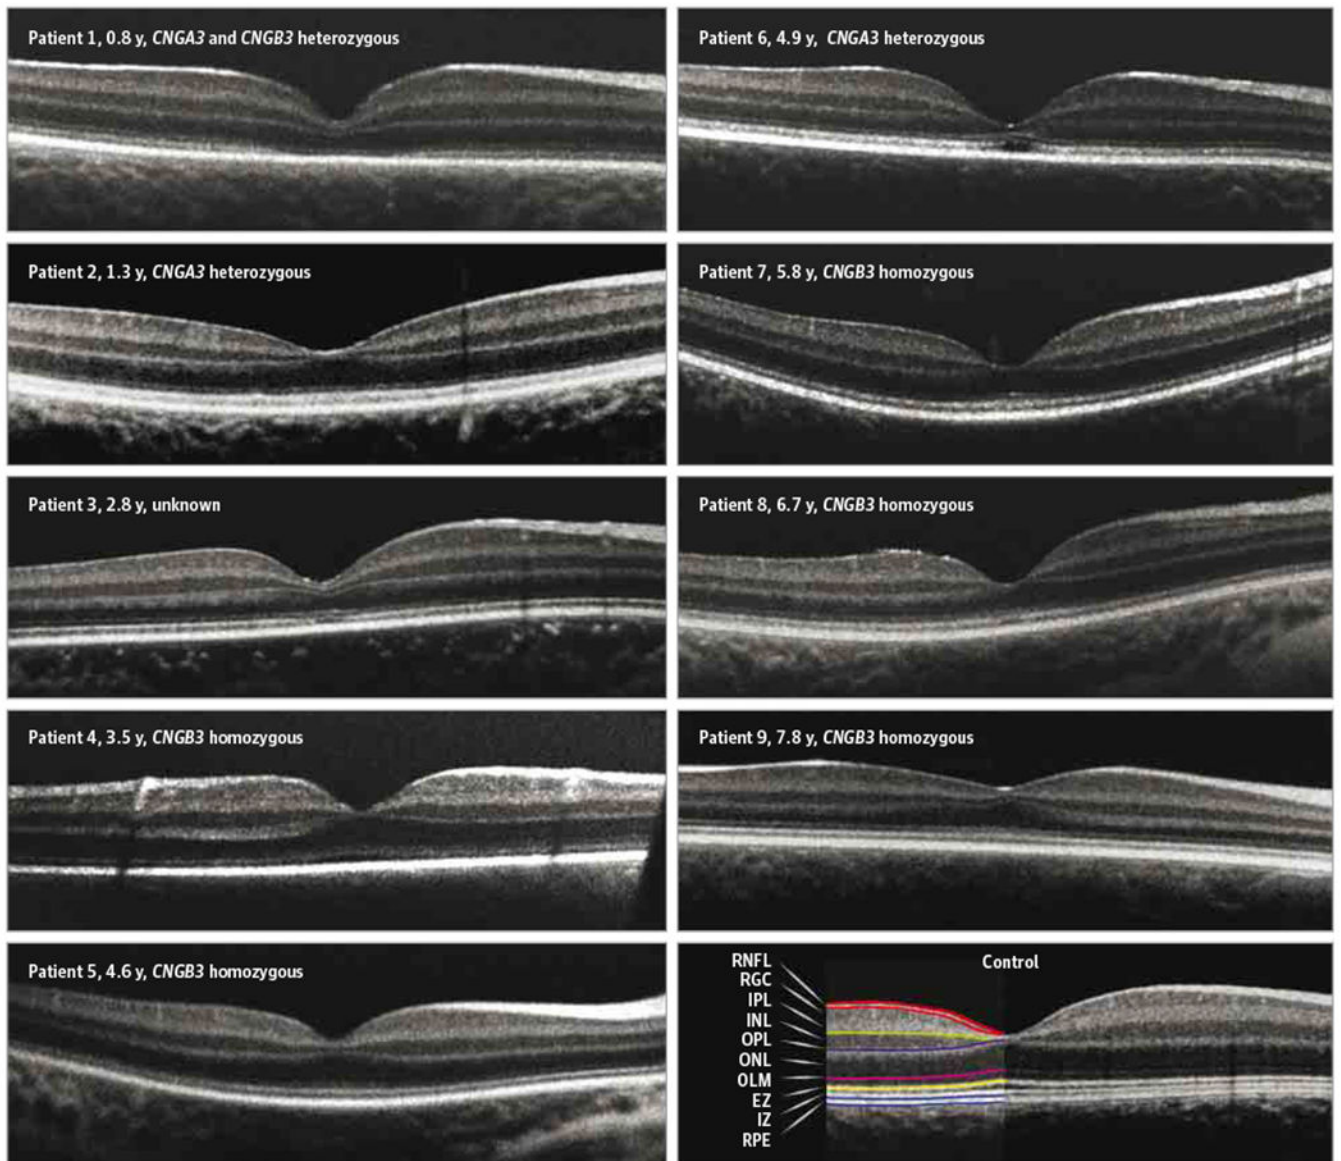 Patient 1, 0.8 y, CNGA3 and CNGB3 heterozygous
Patient 6, 4.9 y, CNGA3 heterozygous
Patient 2, 1.3 y, CNGA3 heterozygous
Patient 7, 5.8 y, CNGB3 homozygous
Patient 3, 2.8 y, unknown
Patient 8, 6.7 y, CNGB3 homozygous
Patient 4, 3.5 y, CNGB3 homozygous
Patient 9, 7.8 y, CNGB3 homozygous
Patient 5, 4.6 y, CNGB3 homozygous
Control
RNFL
RGC
IPL
INL
OPL
ONL
OLM
EZ
IZ
RPE